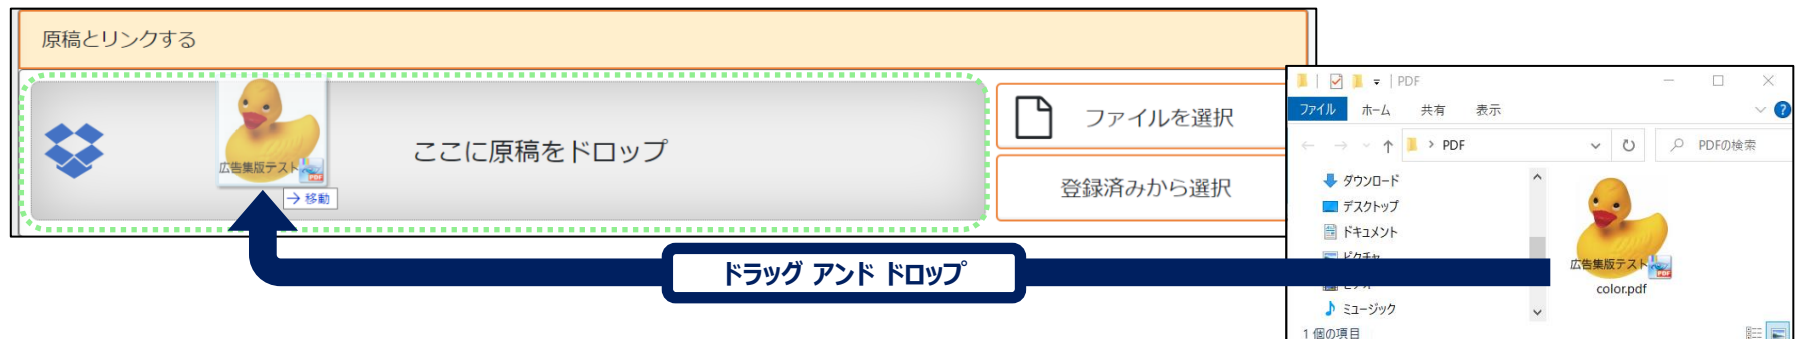 原稿とリンクする
広告集版テスト
PDF
→移動
ここに原稿をドロップ
ファイルを選択
登録済みから選択
ドラッグ アンド ドロップ
PDF
ファイル ホーム 共有 表示
PDF
PDFの検索
ダウンロード
デスクトップ
ドキュメント
ミュージック
広告集版テスト
PDF
color.pdf
1 個の項目